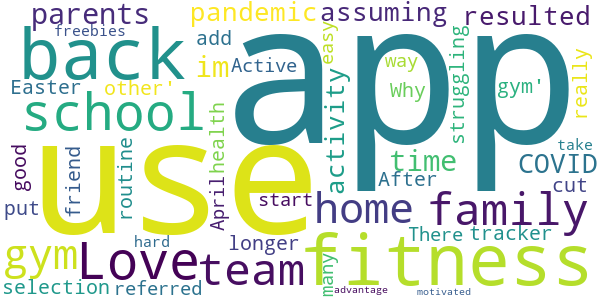 parents
pandemic
assuming
resulted
freebies
back
im
add
Active
easy
way
Why
struggling
gym'
really
app
Easter
other'
school
activity
health
time
COVID
After
take
cut
good
put
friend
routine
April
use
start
home
family
There
tracker
gym
Love
team
longer
hard
fitness
many
selection
referred
advantage
motivated